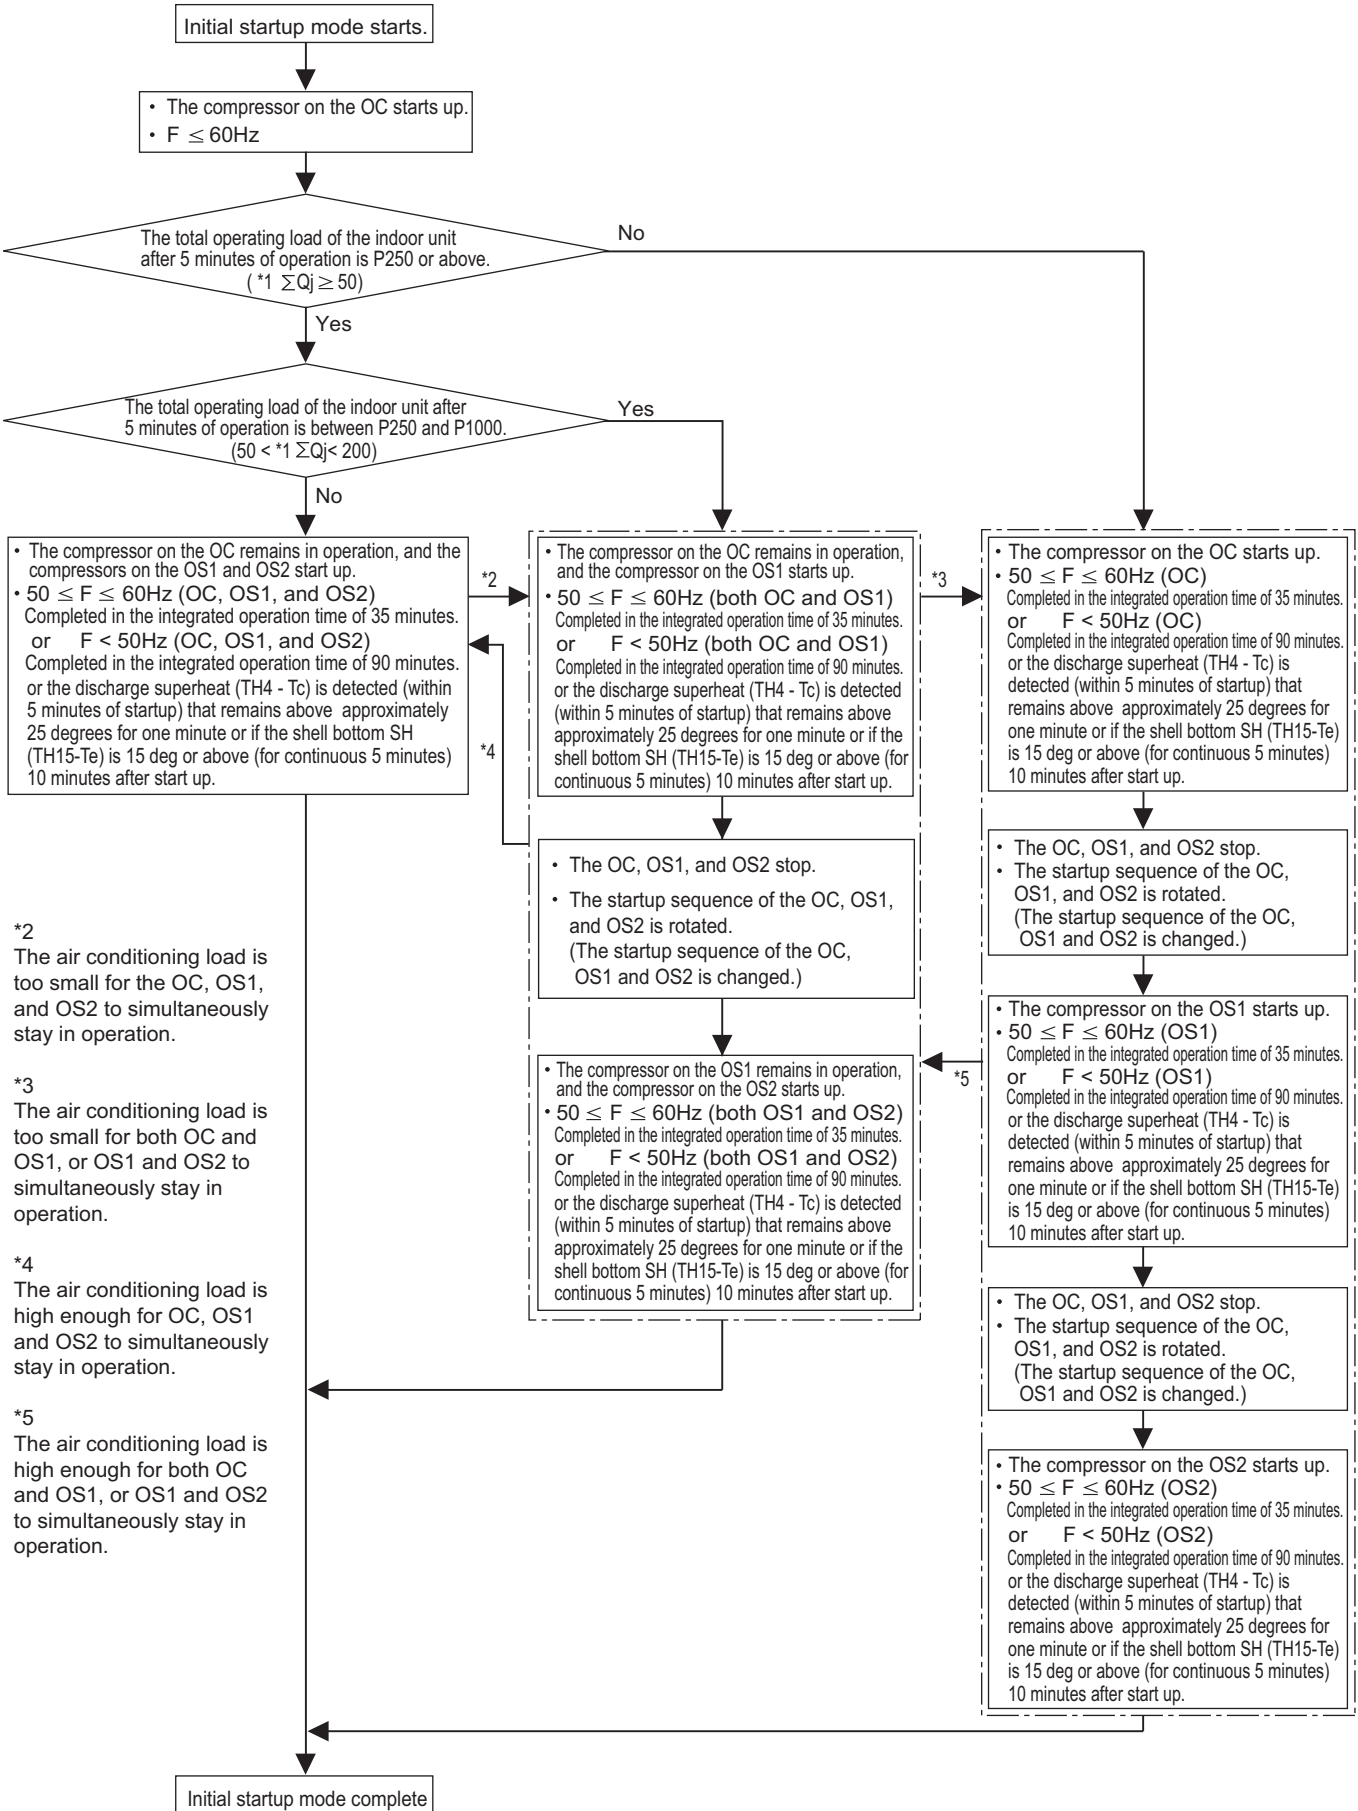 Initial startup mode starts.
• The compressor on the OC starts up.
• F ≤ 60Hz
The total operating load of the indoor unit
after 5 minutes of operation is P250 or above.
( *1 ∑Qj ≥ 50)
No
Yes
The total operating load of the indoor unit after
5 minutes of operation is between P250 and P1000.
(50 < *1 ∑Qj< 200)
Yes
No
• The compressor on the OC remains in operation, and the
compressors on the OS1 and OS2 start up.
• 50 ≤ F ≤ 60Hz (OC, OS1, and OS2)
Completed in the integrated operation time of 35 minutes.
or F < 50Hz (OC, OS1, and OS2)
Completed in the integrated operation time of 90 minutes.
or the discharge superheat (TH4 - Tc) is detected (within
5 minutes of startup) that remains above approximately
25 degrees for one minute or if the shell bottom SH
(TH15-Te) is 15 deg or above (for continuous 5 minutes)
10 minutes after start up.
*2
*4
• The compressor on the OC remains in operation,
and the compressor on the OS1 starts up.
• 50 ≤ F ≤ 60Hz (both OC and OS1)
Completed in the integrated operation time of 35 minutes.
or F < 50Hz (both OC and OS1)
Completed in the integrated operation time of 90 minutes.
or the discharge superheat (TH4 - Tc) is detected
(within 5 minutes of startup) that remains above
approximately 25 degrees for one minute or if the
shell bottom SH (TH15-Te) is 15 deg or above (for
continuous 5 minutes) 10 minutes after start up.
*3
• The compressor on the OC starts up.
• 50 ≤ F ≤ 60Hz (OC)
Completed in the integrated operation time of 35 minutes.
or F < 50Hz (OC)
Completed in the integrated operation time of 90 minutes.
or the discharge superheat (TH4 - Tc) is
detected (within 5 minutes of startup) that
remains above approximately 25 degrees for
one minute or if the shell bottom SH (TH15-Te)
is 15 deg or above (for continuous 5 minutes)
10 minutes after start up.
• The OC, OS1, and OS2 stop.
• The startup sequence of the OC, OS1,
and OS2 is rotated.
(The startup sequence of the OC,
OS1 and OS2 is changed.)
• The OC, OS1, and OS2 stop.
• The startup sequence of the OC,
OS1, and OS2 is rotated.
(The startup sequence of the OC,
OS1 and OS2 is changed.)
• The compressor on the OS1 remains in operation,
and the compressor on the OS2 starts up.
• 50 ≤ F ≤ 60Hz (both OS1 and OS2)
Completed in the integrated operation time of 35 minutes.
or F < 50Hz (both OS1 and OS2)
Completed in the integrated operation time of 90 minutes.
or the discharge superheat (TH4 - Tc) is detected
(within 5 minutes of startup) that remains above
approximately 25 degrees for one minute or if the
shell bottom SH (TH15-Te) is 15 deg or above (for
continuous 5 minutes) 10 minutes after start up.
*5
• The compressor on the OS1 starts up.
• 50 ≤ F ≤ 60Hz (OS1)
Completed in the integrated operation time of 35 minutes.
or F < 50Hz (OS1)
Completed in the integrated operation time of 90 minutes.
or the discharge superheat (TH4 - Tc) is
detected (within 5 minutes of startup) that
remains above approximately 25 degrees for
one minute or if the shell bottom SH (TH15-Te)
is 15 deg or above (for continuous 5 minutes)
10 minutes after start up.
• The OC, OS1, and OS2 stop.
• The startup sequence of the OC,
OS1, and OS2 is rotated.
(The startup sequence of the OC,
OS1 and OS2 is changed.)
• The compressor on the OS2 starts up.
• 50 ≤ F ≤ 60Hz (OS2)
Completed in the integrated operation time of 35 minutes.
or F < 50Hz (OS2)
Completed in the integrated operation time of 90 minutes.
or the discharge superheat (TH4 - Tc) is
detected (within 5 minutes of startup) that
remains above approximately 25 degrees for
one minute or if the shell bottom SH (TH15-Te)
is 15 deg or above (for continuous 5 minutes)
10 minutes after start up.
*2
The air conditioning load is
too small for the OC, OS1,
and OS2 to simultaneously
stay in operation.
*3
The air conditioning load is
too small for both OC and
OS1, or OS1 and OS2 to
simultaneously stay in
operation.
*4
The air conditioning load is
high enough for OC, OS1
and OS2 to simultaneously
stay in operation.
*5
The air conditioning load is
high enough for both OC
and OS1, or OS1 and OS2
to simultaneously stay in
operation.
Initial startup mode complete